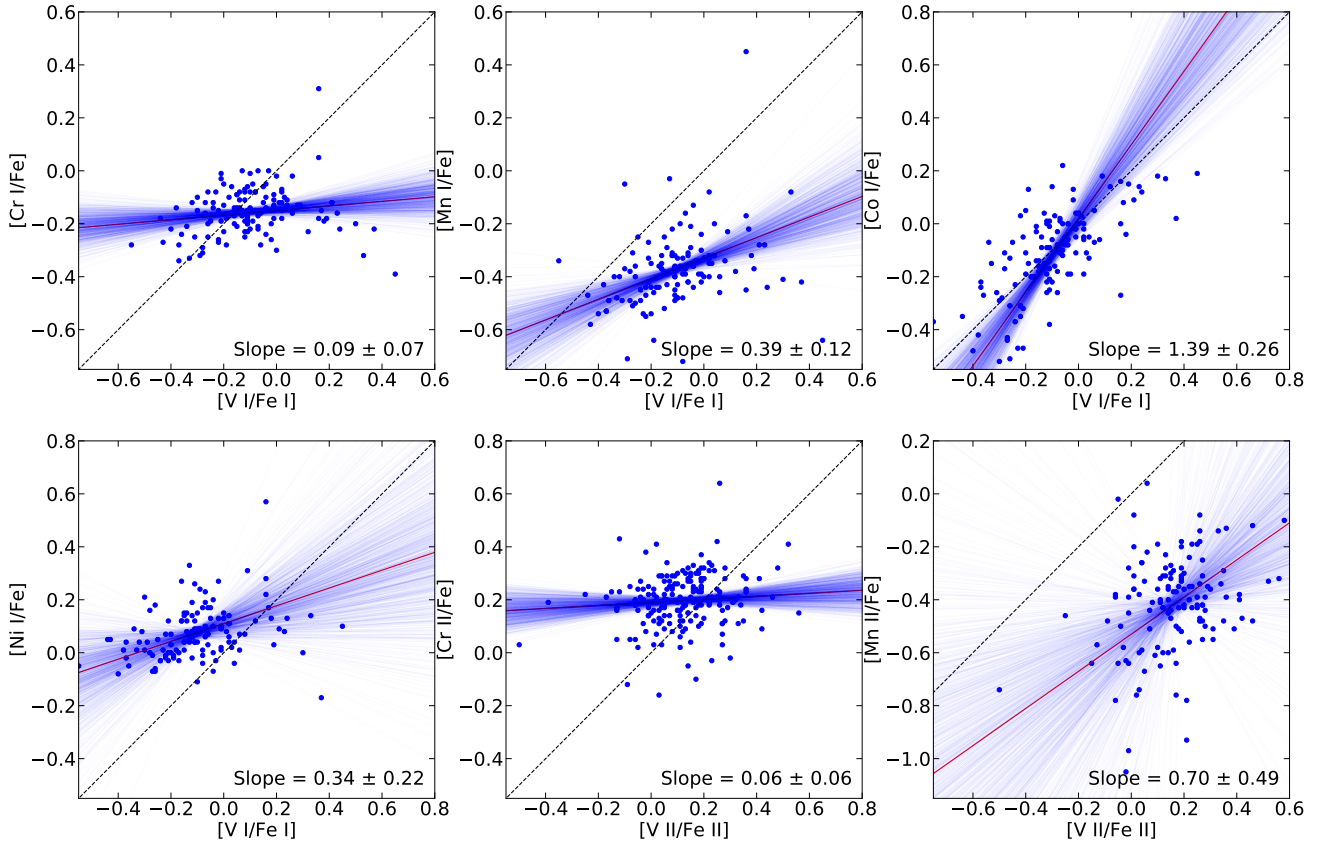 0.6
0.4
0.2
0.0
−0.2
−0.4
−0.6
[Cr I/Fe]
Slope = 0.09 ± 0.07
−0.6 −0.4 −0.2 0.0 0.2 0.4 0.6
[V I/Fe I]
0.6
0.4
0.2
0.0
−0.2
−0.4
−0.6
[Mn I/Fe]
Slope = 0.39 ± 0.12
−0.6 −0.4 −0.2 0.0 0.2 0.4 0.6
[V I/Fe I]
0.8
0.6
0.4
0.2
0.0
−0.2
−0.4
[Co I/Fe]
Slope = 1.39 ± 0.26
−0.4 −0.2 0.0 0.2 0.4 0.6 0.8
[V I/Fe I]
0.8
0.6
0.4
0.2
0.0
−0.2
−0.4
[Ni I/Fe]
Slope = 0.34 ± 0.22
−0.4 −0.2 0.0 0.2 0.4 0.6 0.8
[V I/Fe I]
0.8
0.6
0.4
0.2
0.0
−0.2
−0.4
[Cr II/Fe]
Slope = 0.06 ± 0.06
−0.4 −0.2 0.0 0.2 0.4 0.6 0.8
[V II/Fe II]
0.2
0.0
−0.2
−0.4
−0.6
−0.8
−1.0
[Mn II/Fe]
Slope = 0.70 ± 0.49
−0.6 −0.4 −0.2 0.0 0.2 0.4 0.6
[V II/Fe II]